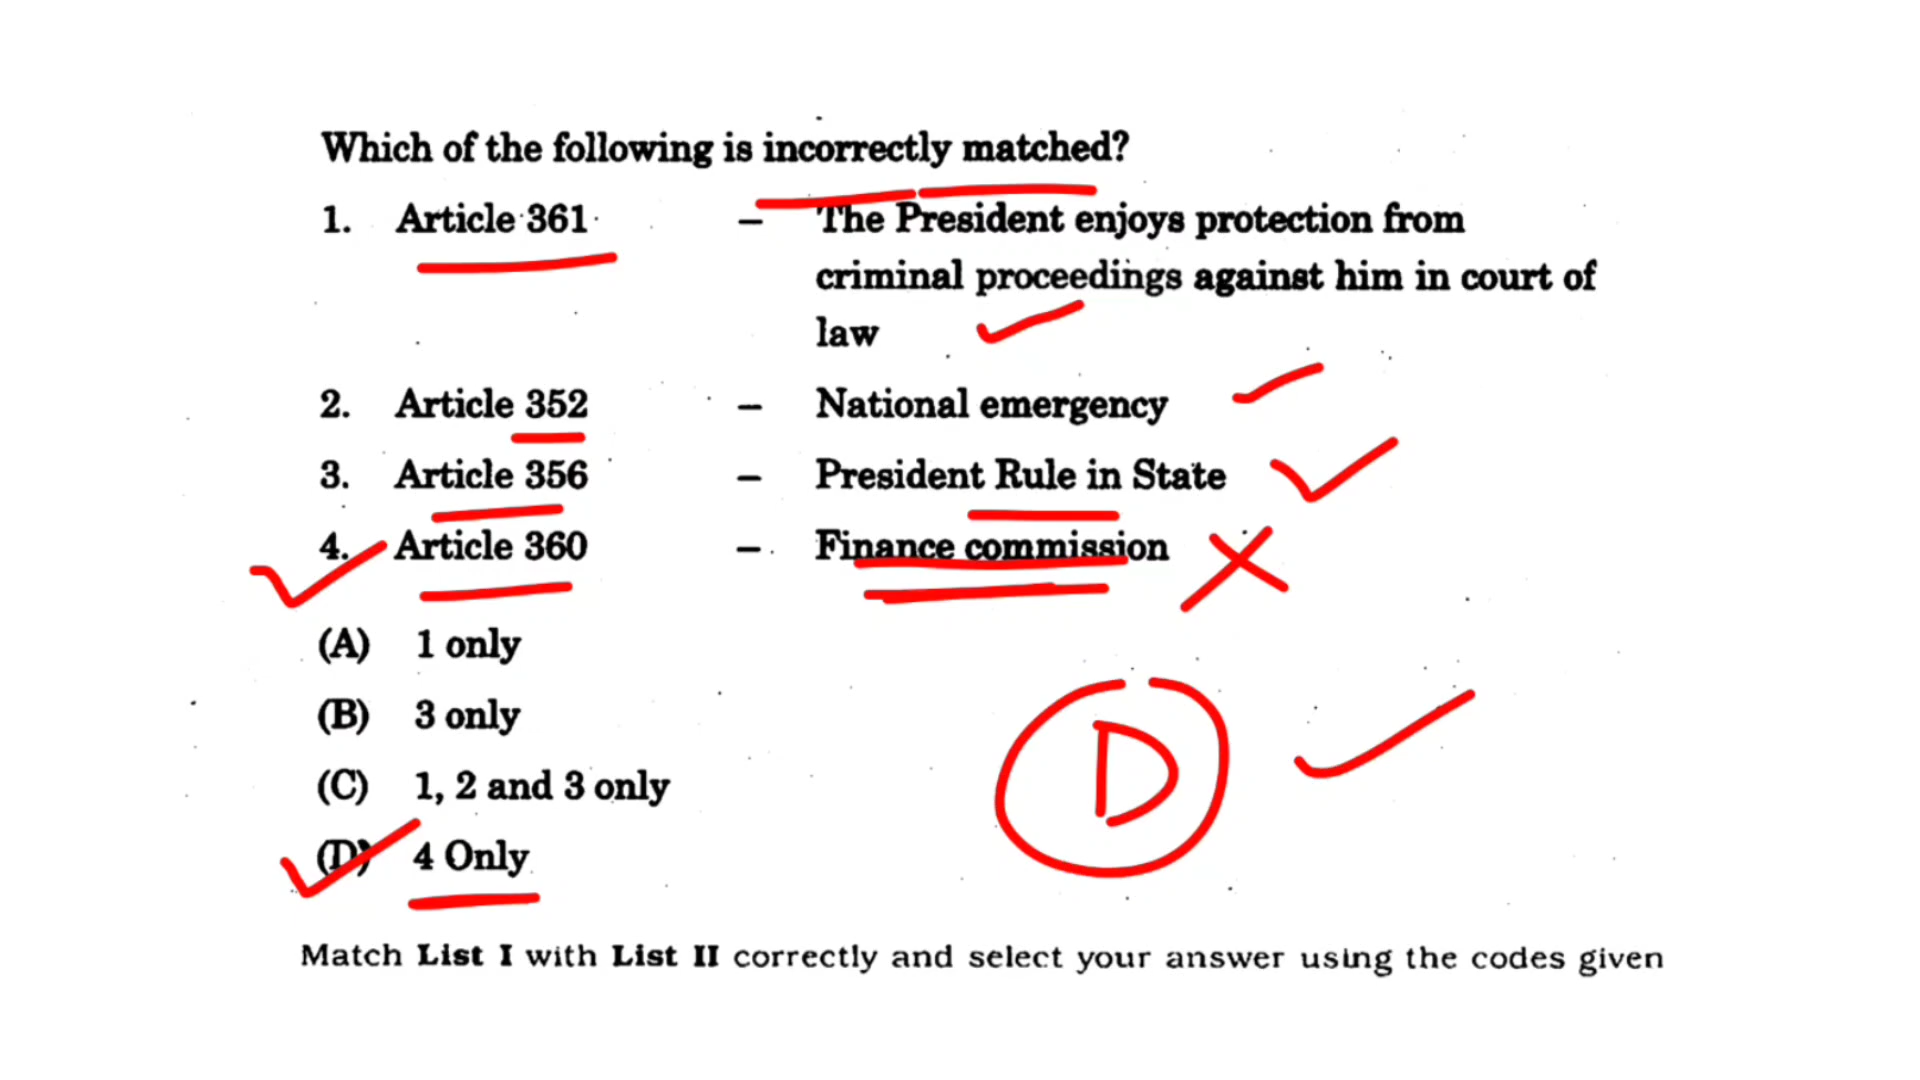 Which of the following is incorrectly matched?
1. Article 361 – The President enjoys protection from
criminal proceedings against him in court of
law
2. Article 352 – National emergency
3. Article 356 – President Rule in State
4. Article 360 – Finance commission
(A) 1 only
(B) 3 only
(C) 1, 2 and 3 only
D
(D) 4 Only
Match List I with List II correctly and select your answer using the codes given